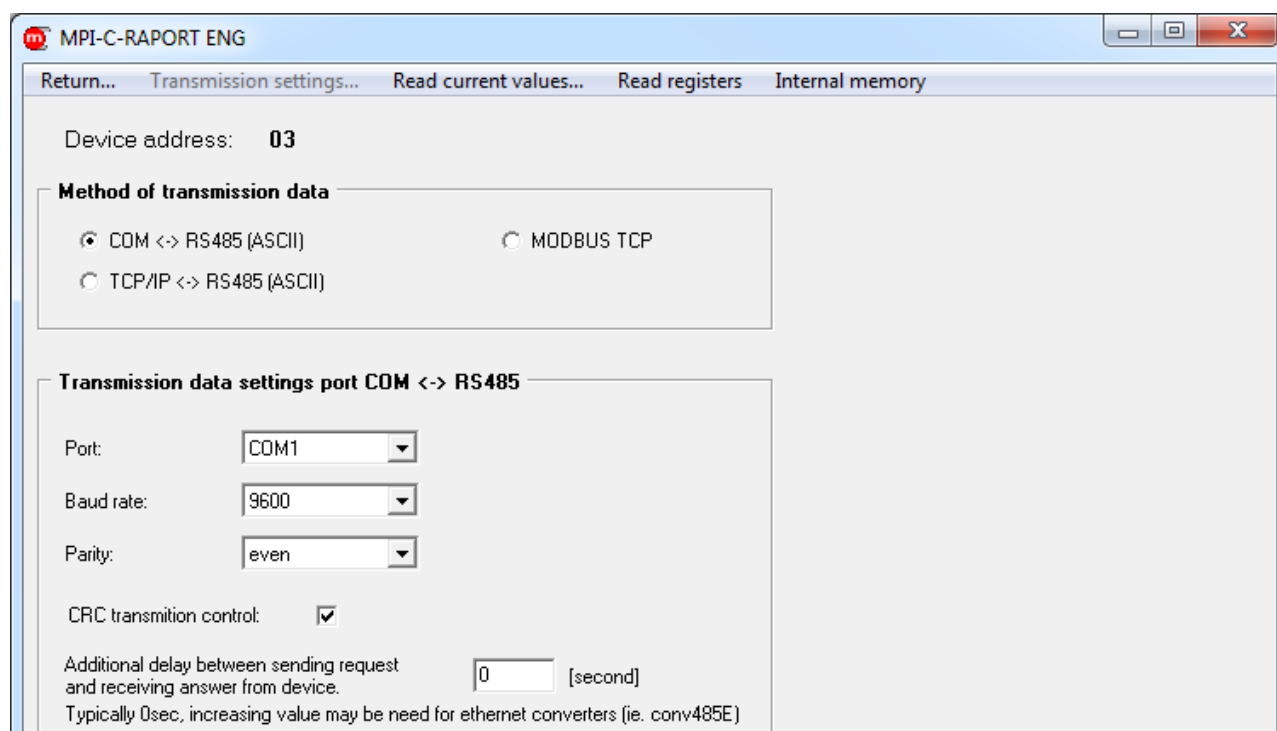 MPI-C-RAPORT ENG
Return... Transmission settings... Read current values... Read registers Internal memory
Device address: 03
Method of transmission data
COM <-> RS485 (ASCII) MODBUS TCP
TCP/IP <-> RS485 (ASCII)
Transmission data settings port COM <-> RS485
Port: COM1
Baud rate: 9600
Parity: even
CRC transmition control:
Additional delay between sending request
and receiving answer from device. 0 [second]
Typically 0sec, increasing value may be need for ethernet converters (ie. conv485E)